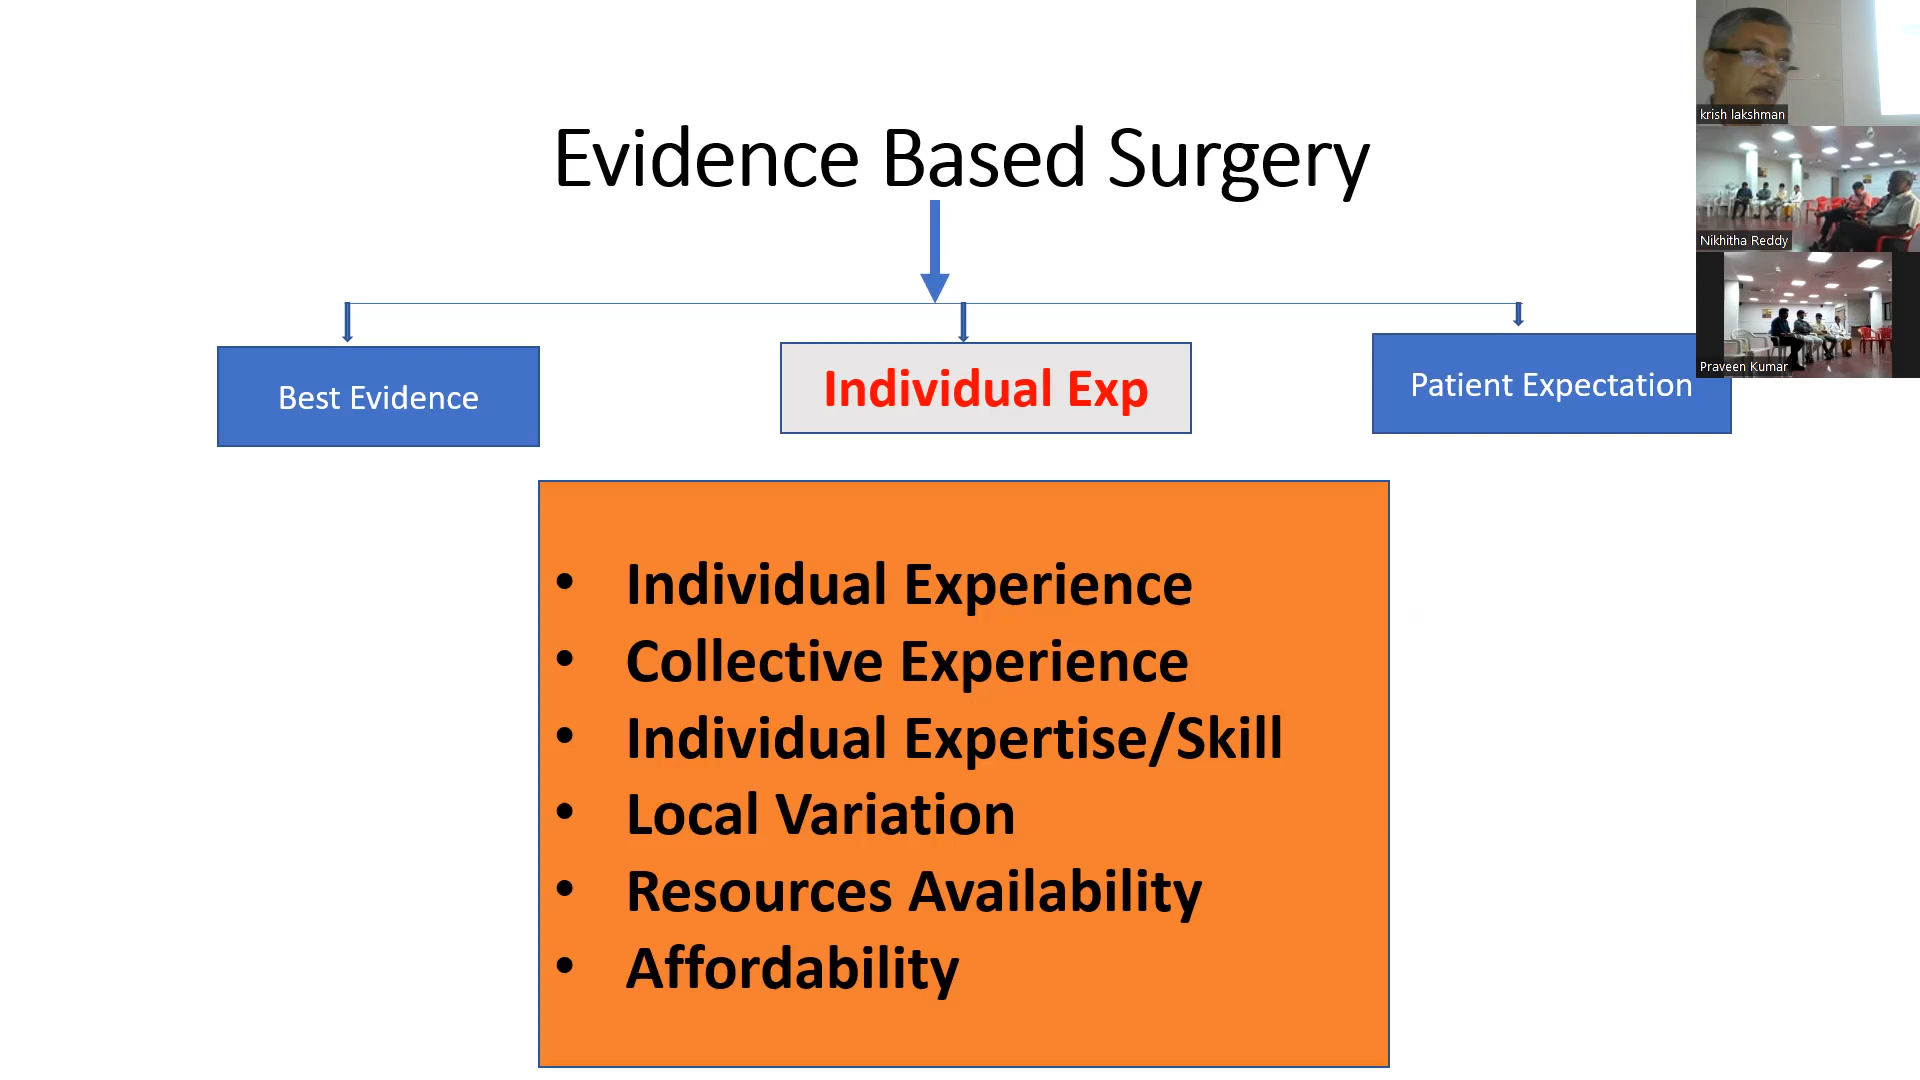 Evidence Based Surgery
Best Evidence
Individual Exp
Patient Expectation
• Individual Experience
• Collective Experience
• Individual Expertise/Skill
• Local Variation
• Resources Availability
• Affordability
krish lakshman
Nikhitha Reddy
Praveen Kumar